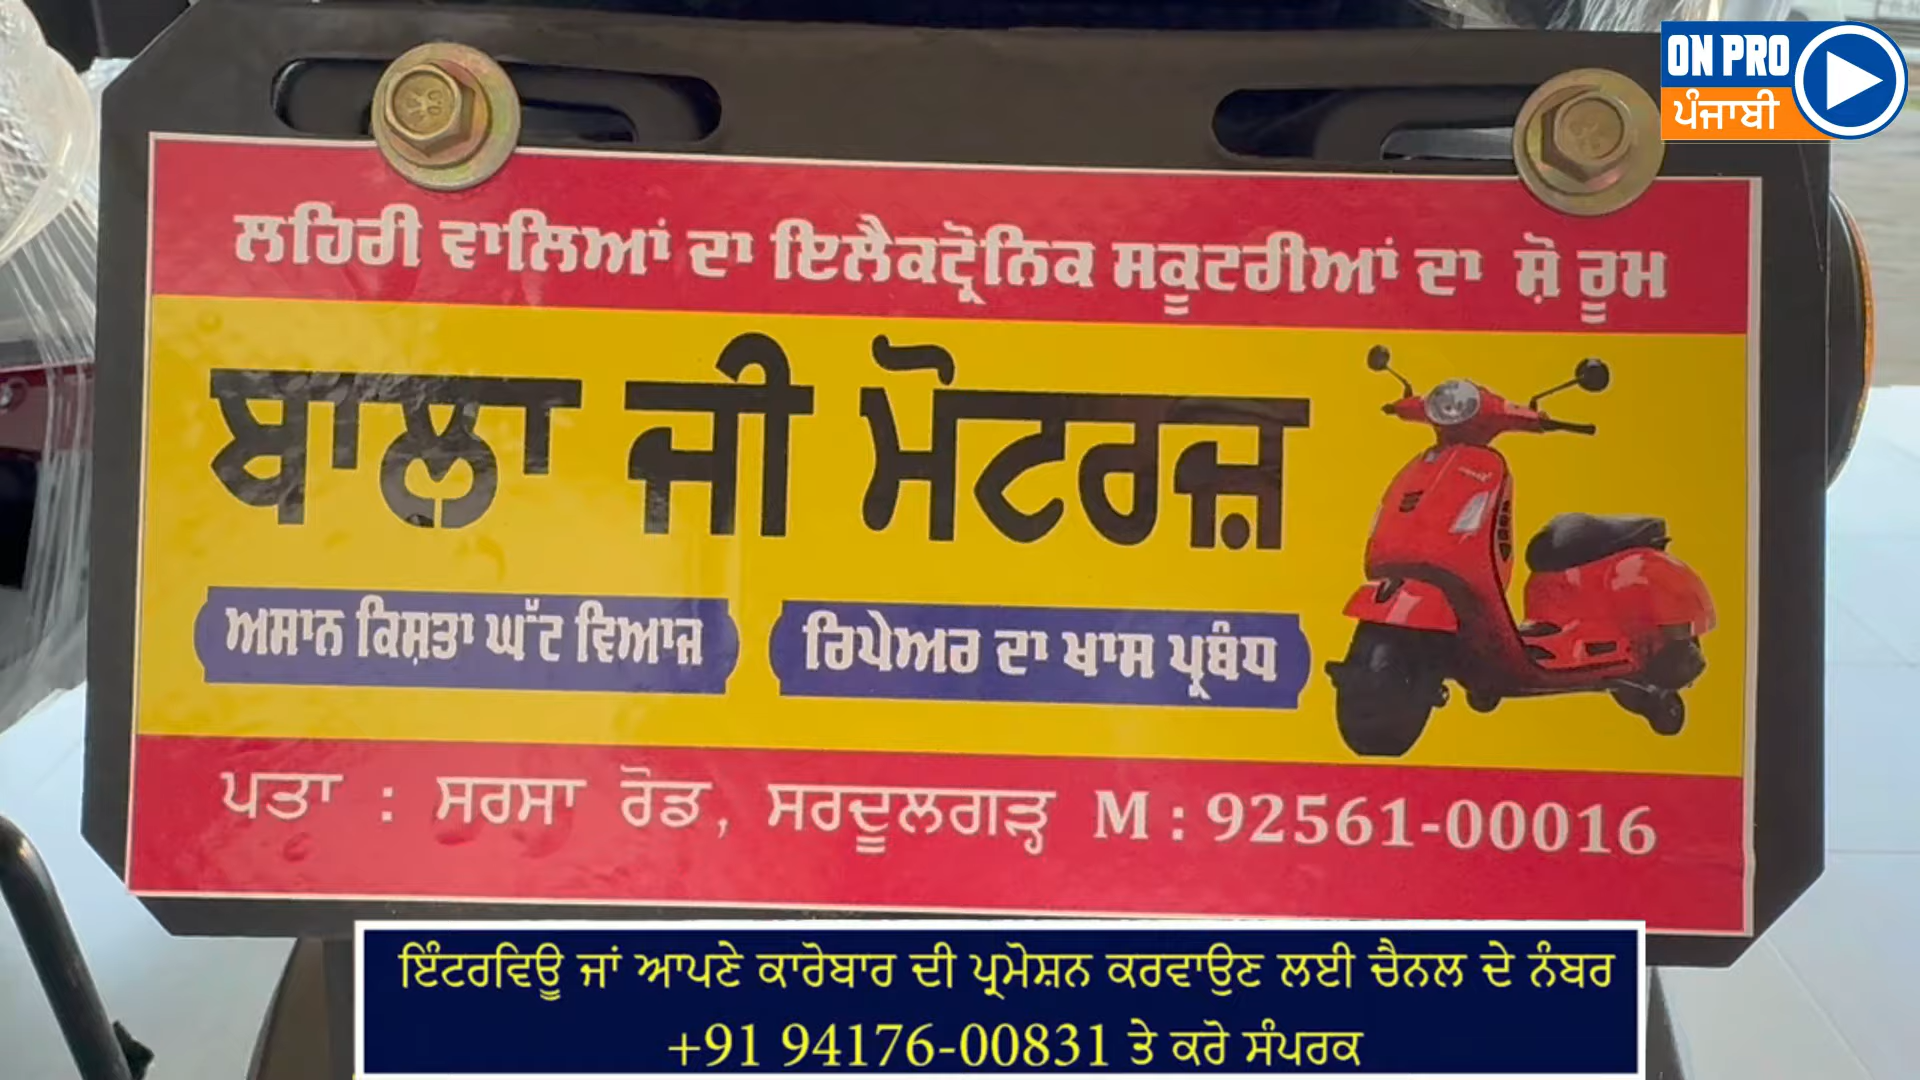 ON PRO
ਪੰਜਾਬੀ
ਲਹਿਰੀ ਵਾਲਿਆਂ ਦਾ ਇਲੈਕਟ੍ਰੋਨਿਕ ਸਕੂਟਰੀਆਂ ਦਾ ਸ਼ੋ ਰੂਮ
ਬਾਲਾ ਜੀ ਮੋਟਰਜ਼
ਅਸਾਨ ਕਿਸ਼ਤਾ ਘੱਟ ਵਿਆਜ
ਰਿਪੇਅਰ ਦਾ ਖਾਸ ਪ੍ਰਬੰਧ
ਪਤਾ : ਸਰਸਾ ਰੋਡ, ਸਰਦੂਲਗੜ੍ਹ M : 92561-00016
ਇੰਟਰਵਿਊ ਜਾਂ ਆਪਣੇ ਕਾਰੋਬਾਰ ਦੀ ਪ੍ਰਮੋਸ਼ਨ ਕਰਵਾਉਣ ਲਈ ਚੈਨਲ ਦੇ ਨੰਬਰ
+91 94176-00831 ਤੇ ਕਰੋ ਸੰਪਰਕ